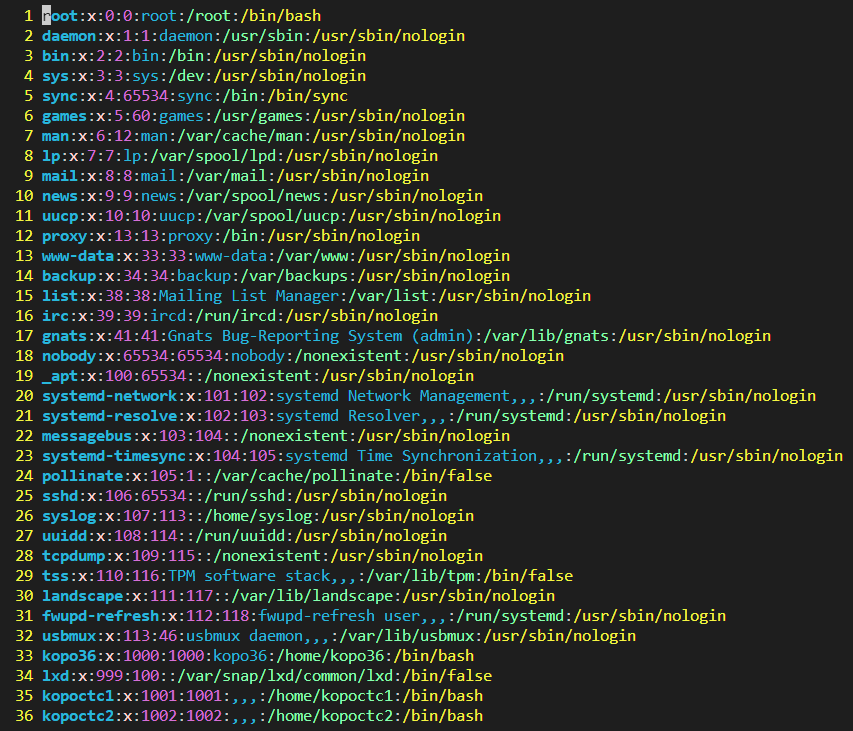 1 root:x:0:0:root:/root:/bin/bash
2 daemon:x:1:1:daemon:/usr/sbin:/usr/sbin/nologin
3 bin:x:2:2:bin:/bin:/usr/sbin/nologin
4 sys:x:3:3:sys:/dev:/usr/sbin/nologin
5 sync:x:4:65534:sync:/bin:/bin/sync
6 games:x:5:60:games:/usr/games:/usr/sbin/nologin
7 man:x:6:12:man:/var/cache/man:/usr/sbin/nologin
8 lp:x:7:7:lp:/var/spool/lpd:/usr/sbin/nologin
9 mail:x:8:8:mail:/var/mail:/usr/sbin/nologin
10 news:x:9:9:news:/var/spool/news:/usr/sbin/nologin
11 uucp:x:10:10:uucp:/var/spool/uucp:/usr/sbin/nologin
12 proxy:x:13:13:proxy:/bin:/usr/sbin/nologin
13 www-data:x:33:33:www-data:/var/www:/usr/sbin/nologin
14 backup:x:34:34:backup:/var/backups:/usr/sbin/nologin
15 list:x:38:38:Mailing List Manager:/var/list:/usr/sbin/nologin
16 irc:x:39:39:ircd:/run/ircd:/usr/sbin/nologin
17 gnats:x:41:41:Gnats Bug-Reporting System (admin):/var/lib/gnats:/usr/sbin/nologin
18 nobody:x:65534:65534:nobody:/nonexistent:/usr/sbin/nologin
19 _apt:x:100:65534::/nonexistent:/usr/sbin/nologin
20 systemd-network:x:101:102:systemd Network Management,,,:/run/systemd:/usr/sbin/nologin
21 systemd-resolve:x:102:103:systemd Resolver,,,:/run/systemd:/usr/sbin/nologin
22 messagebus:x:103:104::/nonexistent:/usr/sbin/nologin
23 systemd-timesync:x:104:105:systemd Time Synchronization,,,:/run/systemd:/usr/sbin/nologin
24 pollinate:x:105:1::/var/cache/pollinate:/bin/false
25 sshd:x:106:65534::/run/sshd:/usr/sbin/nologin
26 syslog:x:107:113::/home/syslog:/usr/sbin/nologin
27 uuidd:x:108:114::/run/uuidd:/usr/sbin/nologin
28 tcpdump:x:109:115::/nonexistent:/usr/sbin/nologin
29 tss:x:110:116:TPM software stack,,,:/var/lib/tpm:/bin/false
30 landscape:x:111:117::/var/lib/landscape:/usr/sbin/nologin
31 fwupd-refresh:x:112:118:fwupd-refresh user,,,:/run/systemd:/usr/sbin/nologin
32 usbmux:x:113:46:usbmux daemon,,,:/var/lib/usbmux:/usr/sbin/nologin
33 kopo36:x:1000:1000:kopo36:/home/kopo36:/bin/bash
34 lxd:x:999:100::/var/snap/lxd/common/lxd:/bin/false
35 kopoctc1:x:1001:1001:,,,:/home/kopoctc1:/bin/bash
36 kopoctc2:x:1002:1002:,,,:/home/kopoctc2:/bin/bash